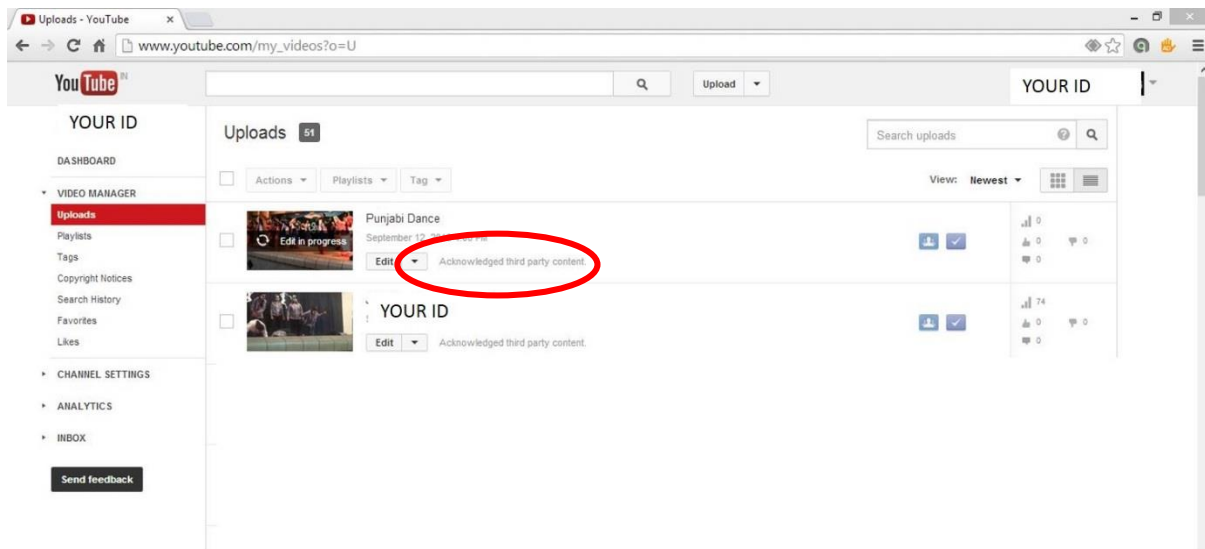 Uploads - YouTube
www.youtube.com/my_videos?o=U
YouTube IN
Upload
YOUR ID
YOUR ID
DASHBOARD
VIDEO MANAGER
Uploads
Playlists
Tags
Copyright Notices
Search History
Favorites
Likes
CHANNEL SETTINGS
ANALYTICS
INBOX
Send feedback
Uploads 51
Search uploads
Actions Playlists Tag
View: Newest
Edit in progress
Punjabi Dance
September 12,
Edit Acknowledged third party content.
0
0 0
0
YOUR ID
Edit Acknowledged third party content.
74
0 0
0